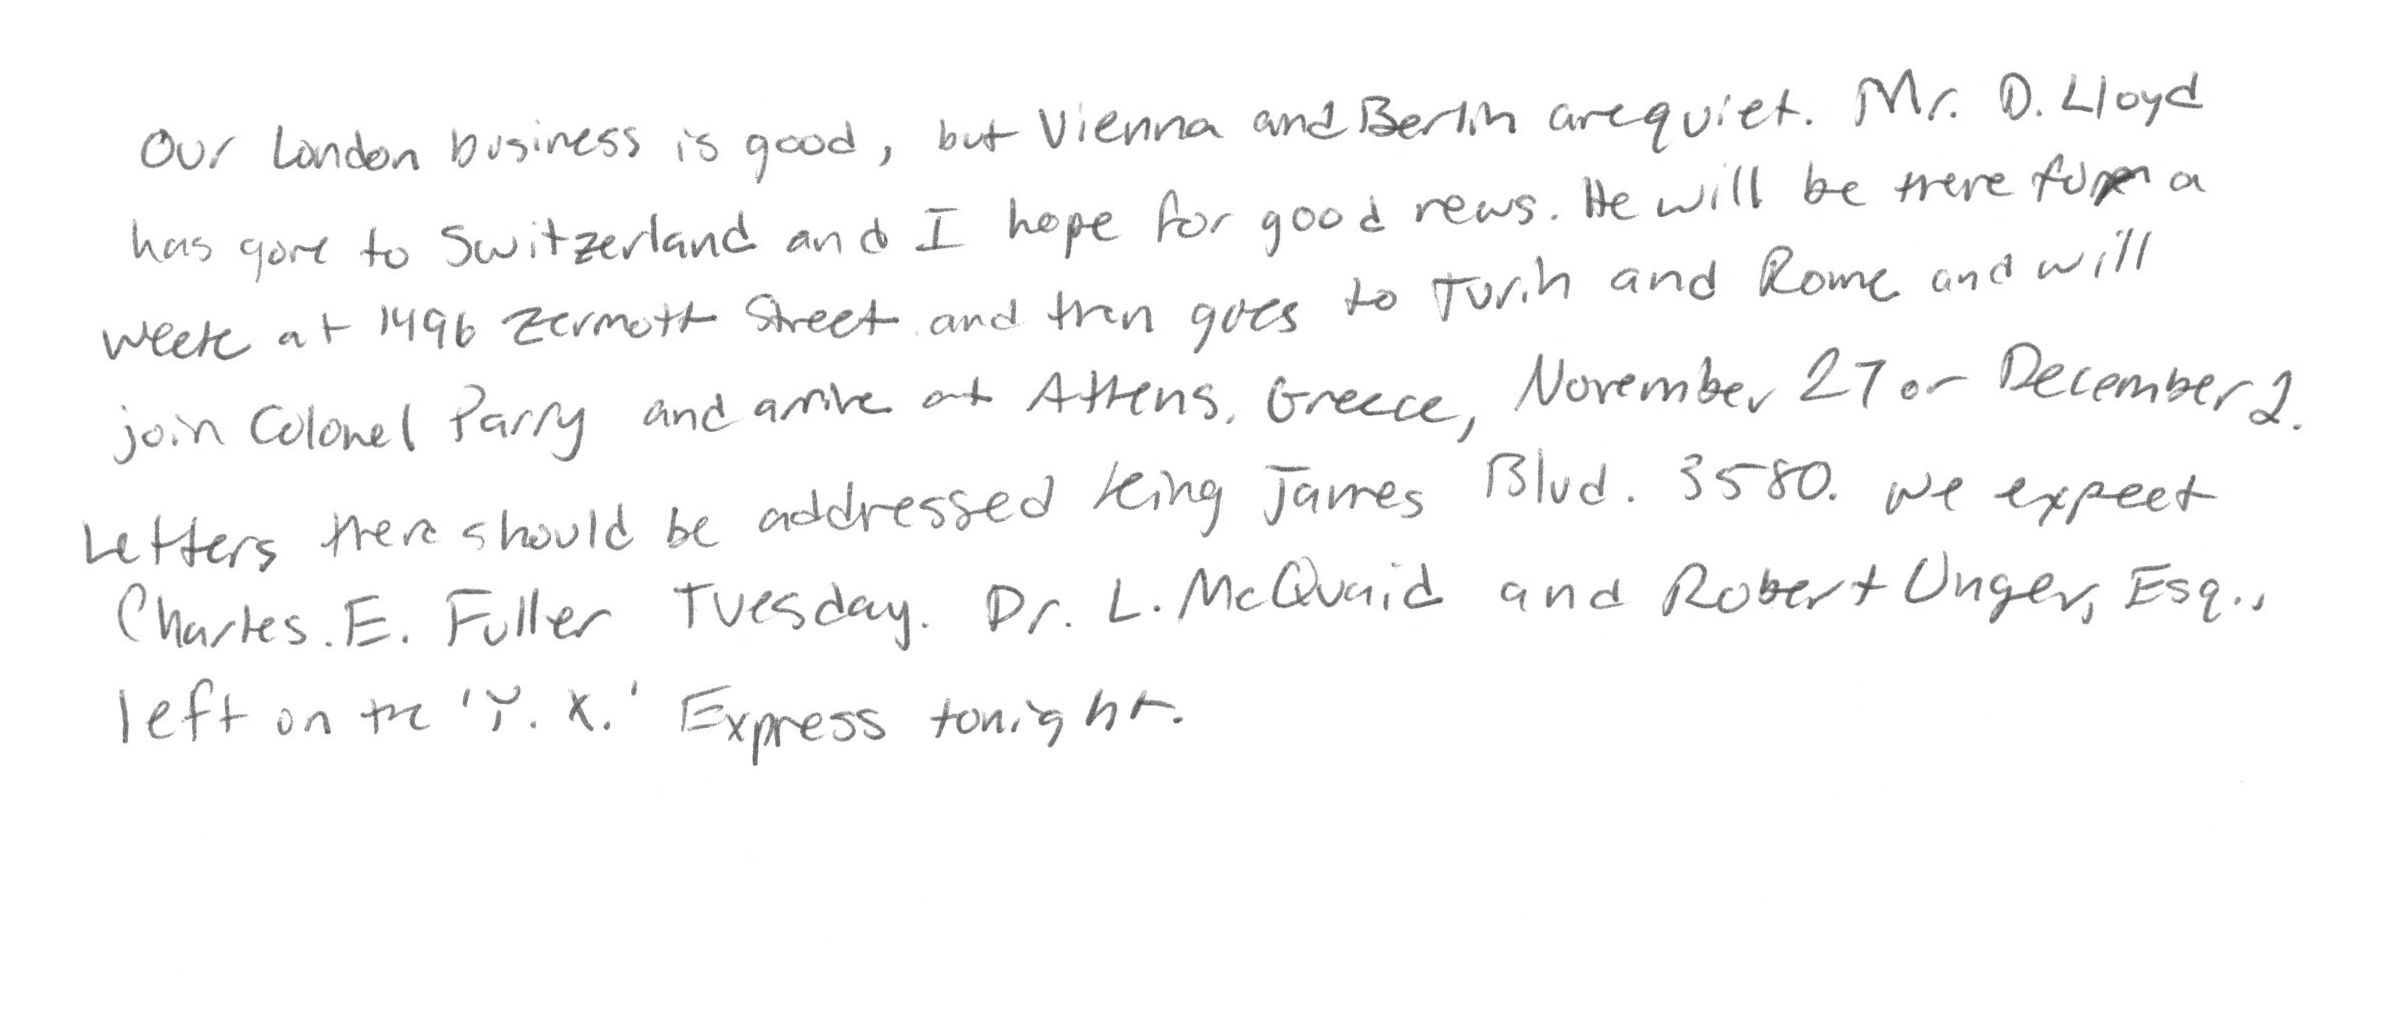 Our London business is good, but Vienna and Berlin are quiet. Mr. D. Lloyd
has gone to Switzerland and I hope for good news. He will be there for a
week at 1496 Zermott Street and then goes to Turin and Rome and will
join Colonel Parry and arrive at Athens, Greece, November 27 or December 2.
Letters there should be addressed King James Blvd. 3580. We expect
Charles. E. Fuller Tuesday. Dr. L. McQuaid and Robert Unger, Esq.,
left on the 'Y. X.' Express tonight.